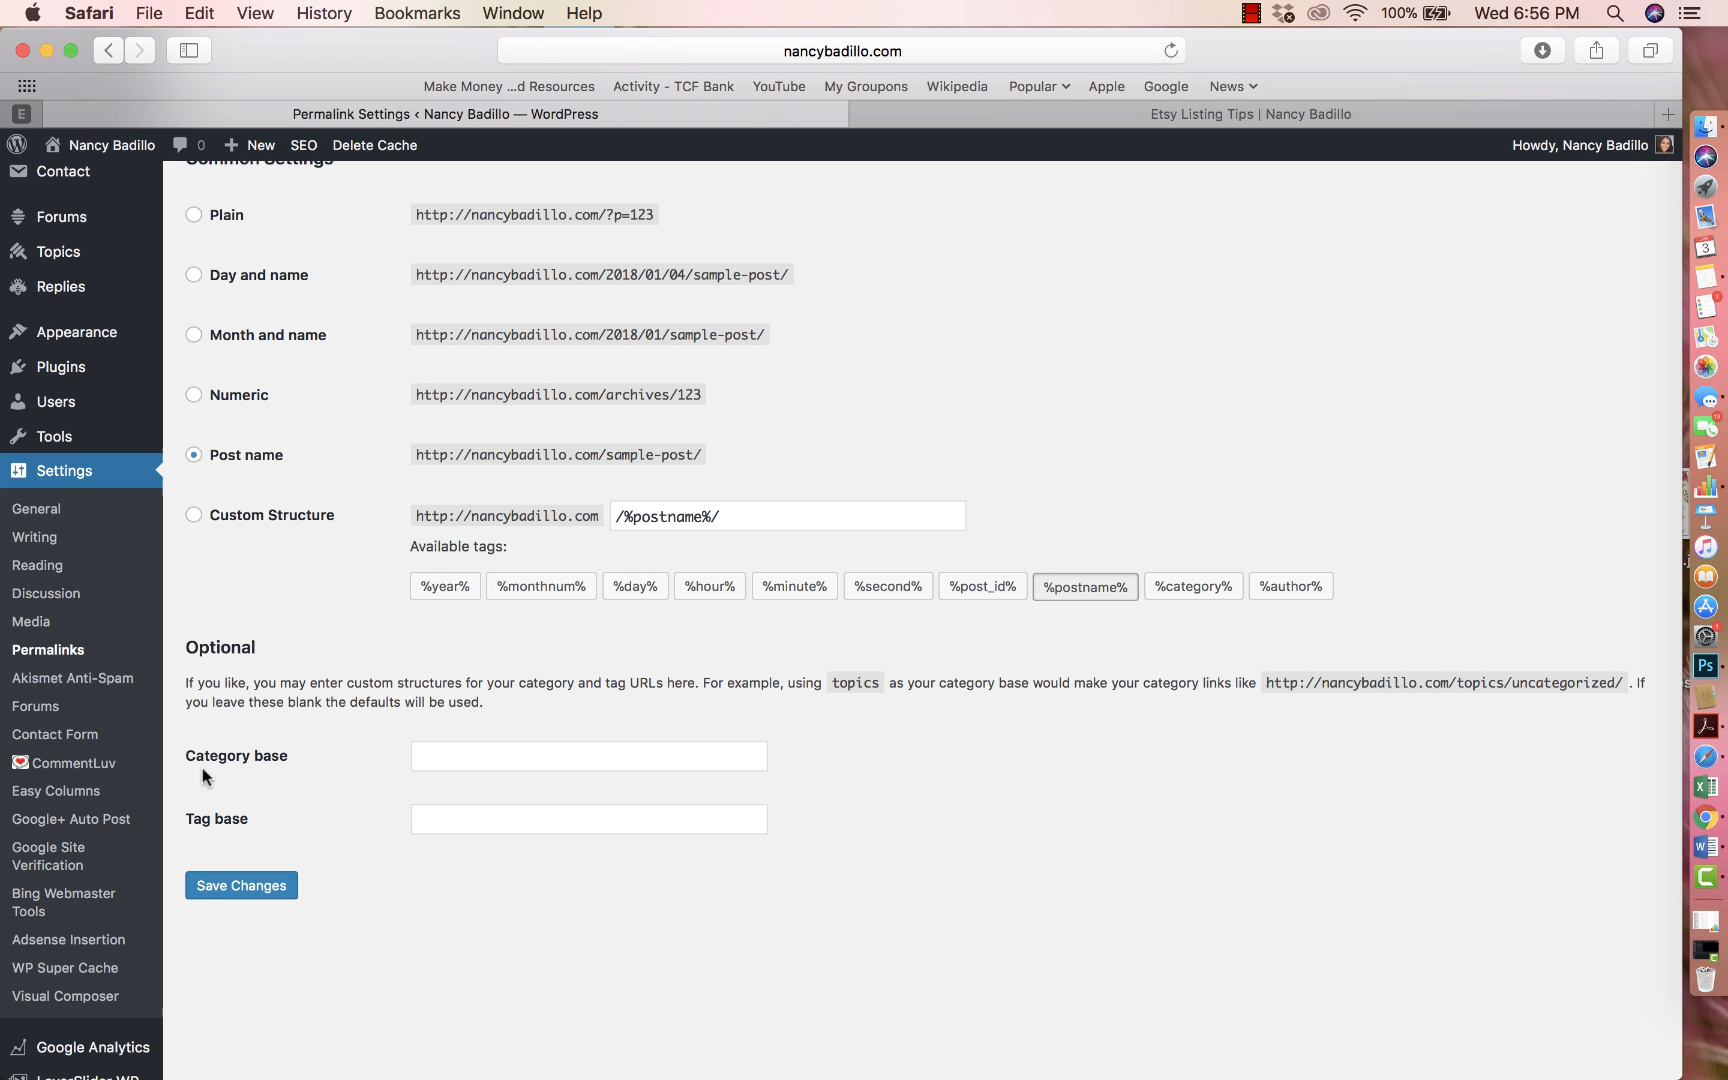 Safari File Edit View History Bookmarks Window Help 100% Wed 6:56 PM
nancybadillo.com
Make Money ...d Resources Activity - TCF Bank YouTube My Groupons Wikipedia Popular Apple Google News
E Permalink Settings ‹ Nancy Badillo — WordPress Etsy Listing Tips | Nancy Badillo
Nancy Badillo 0 New SEO Delete Cache Howdy, Nancy Badillo
Contact
Forums
Topics
Replies
Appearance
Plugins
Users
Tools
Settings
General
Writing
Reading
Discussion
Media
Permalinks
Akismet Anti-Spam
Forums
Contact Form
CommentLuv
Easy Columns
Google+ Auto Post
Google Site
Verification
Bing Webmaster
Tools
Adsense Insertion
WP Super Cache
Visual Composer
Google Analytics
LayerSlider WP
Common Settings
Plain http://nancybadillo.com/?p=123
Day and name http://nancybadillo.com/2018/01/04/sample-post/
Month and name http://nancybadillo.com/2018/01/sample-post/
Numeric http://nancybadillo.com/archives/123
Post name http://nancybadillo.com/sample-post/
Custom Structure http://nancybadillo.com /%postname%/
Available tags:
%year% %monthnum% %day% %hour% %minute% %second% %post_id% %postname% %category% %author%
Optional
If you like, you may enter custom structures for your category and tag URLs here. For example, using topics as your category base would make your category links like http://nancybadillo.com/topics/uncategorized/ . If
you leave these blank the defaults will be used.
Category base
Tag base
Save Changes
3
Ps